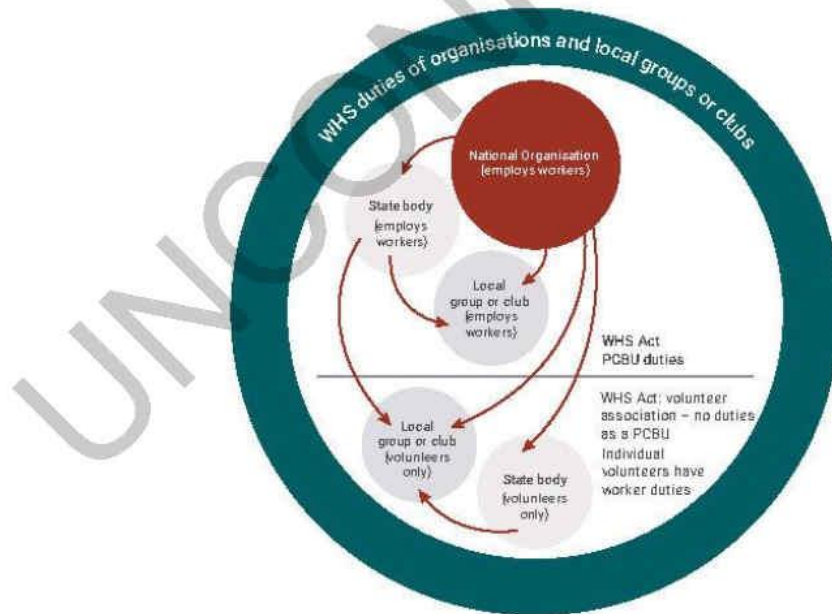 UNCON
WHS duties of organisations and local groups or clubs
National Organisation
(employs workers)
State body
(employs
workers)
Local
group or club
(employs
workers)
WHS Act
PCBU duties
WHS Act: volunteer
association – no duties
as a PCBU
Individual
volunteers have
worker duties
Local
group or club
(volunteers
only)
State body
(volunteers
only)